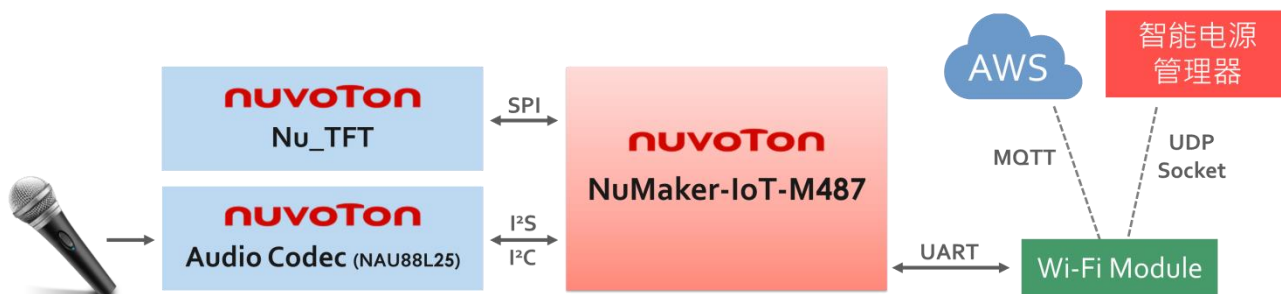 nuvoTon
Nu_TFT
nuvoTon
Audio Codec (NAU88L25)
SPI
I²S
I²C
nuvoTon
NuMaker-IoT-M487
UART
AWS
智能电源
管理器
MQTT
UDP
Socket
Wi-Fi Module